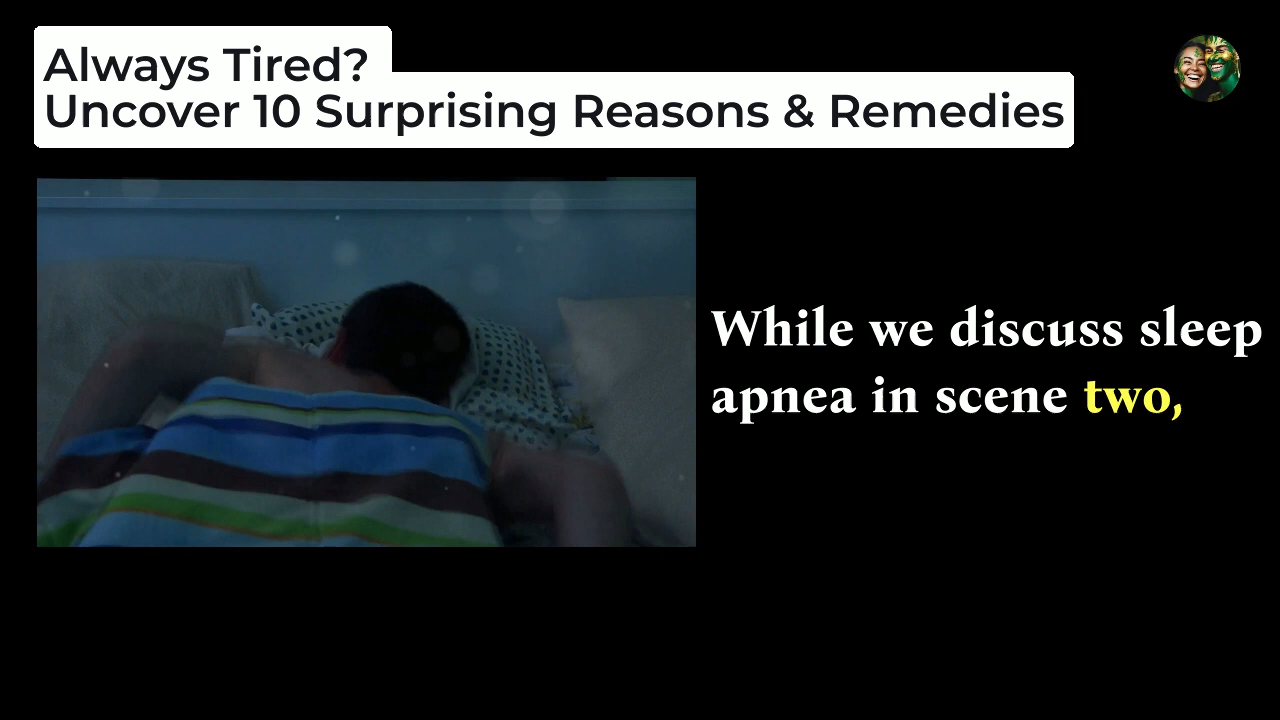 Always Tired?
Uncover 10 Surprising Reasons & Remedies
While we discuss sleep
apnea in scene two,